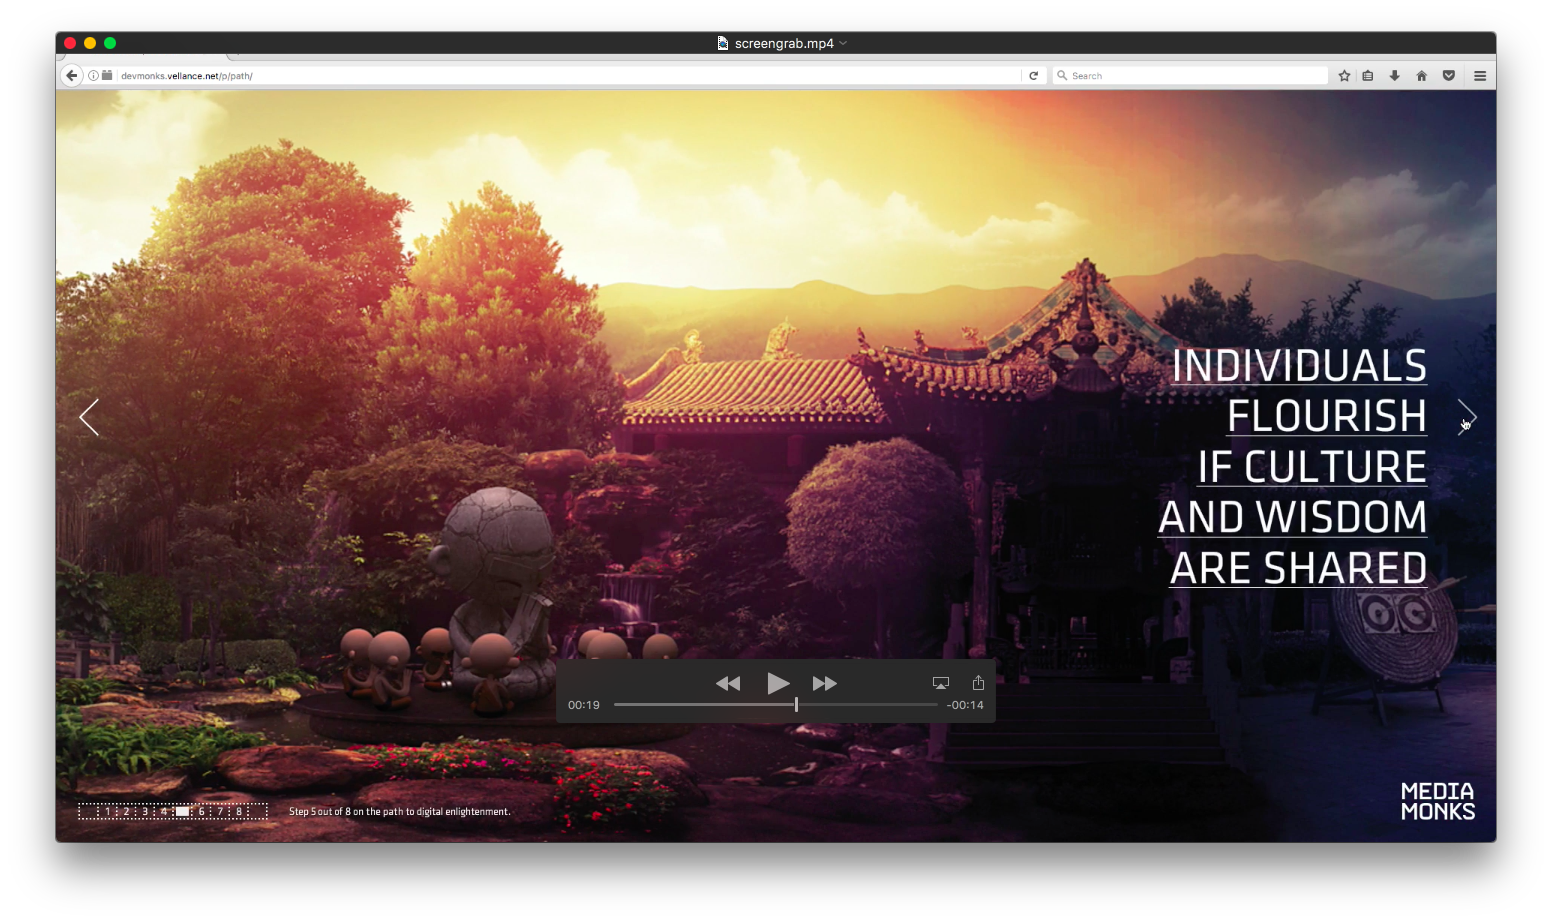 screengrab.mp4
devmonks.vellance.net/p/path/
Search
INDIVIDUALS
FLOURISH
IF CULTURE
AND WISDOM
ARE SHARED
00:19
-00:14
1 2 3 4 6 7 8
Step 5 out of 8 on the path to digital enlightenment.
MEDIA
MONKS